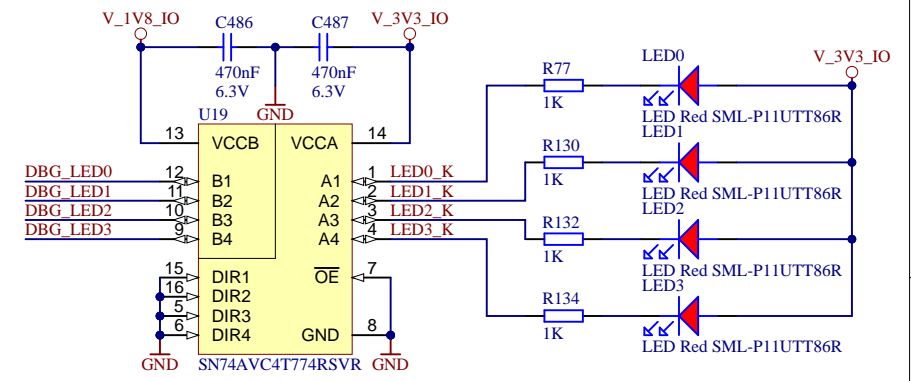 V_1V8_IO
C486
C487
V_3V3_IO
470nF
6.3V
470nF
6.3V
GND
U19
13
VCCB
VCCA
14
DBG_LED0
12
B1
A1
1
LED0_K
DBG_LED1
11
B2
A2
2
LED1_K
DBG_LED2
10
B3
A3
3
LED2_K
DBG_LED3
9
B4
A4
4
LED3_K
15
DIR1
OE
7
16
DIR2
5
DIR3
6
DIR4
GND
8
GND
SN74AVC4T774RSVR
GND
R77
1K
LED0
V_3V3_IO
LED Red SML-P11UTT86R
R130
1K
LED1
LED Red SML-P11UTT86R
R132
1K
LED2
LED Red SML-P11UTT86R
R134
1K
LED3
LED Red SML-P11UTT86R